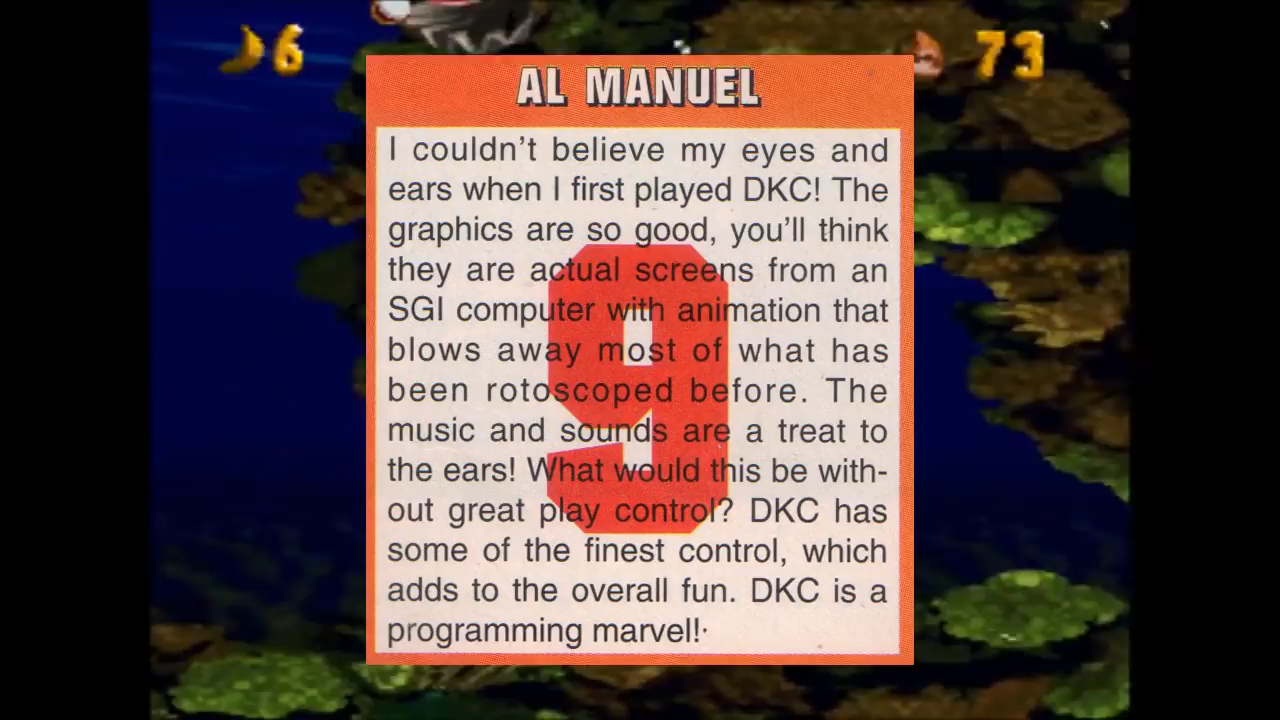 6
73
AL MANUEL
I couldn't believe my eyes and
ears when I first played DKC! The
graphics are so good, you'll think
they are actual screens from an
SGI computer with animation that
blows away most of what has
been rotoscoped before. The
music and sounds are a treat to
the ears! What would this be with-
out great play control? DKC has
some of the finest control, which
adds to the overall fun. DKC is a
programming marvel!
9